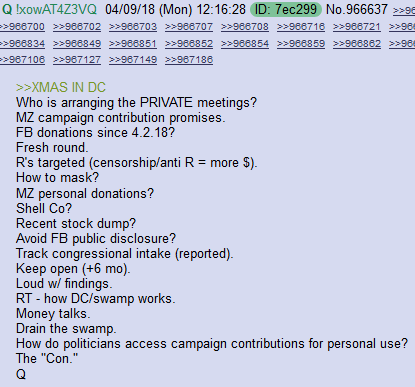 Q !xowAT4Z3VQ 04/09/18 (Mon) 12:16:28 ID: 7ec299 No.966637 >>96
>>966700 >>966702 >>966703 >>966707 >>966708 >>966716 >>966721 >>96
>>966834 >>966849 >>966851 >>966852 >>966854 >>966859 >>966862 >>96
>>967106 >>967127 >>967149 >>967186
>>XMAS IN DC
Who is arranging the PRIVATE meetings?
MZ campaign contribution promises.
FB donations since 4.2.18?
Fresh round.
R's targeted (censorship/anti R = more $).
How to mask?
MZ personal donations?
Shell Co?
Recent stock dump?
Avoid FB public disclosure?
Track congressional intake (reported).
Keep open (+6 mo).
Loud w/ findings.
RT - how DC/swamp works.
Money talks.
Drain the swamp.
How do politicians access campaign contributions for personal use?
The "Con."
Q